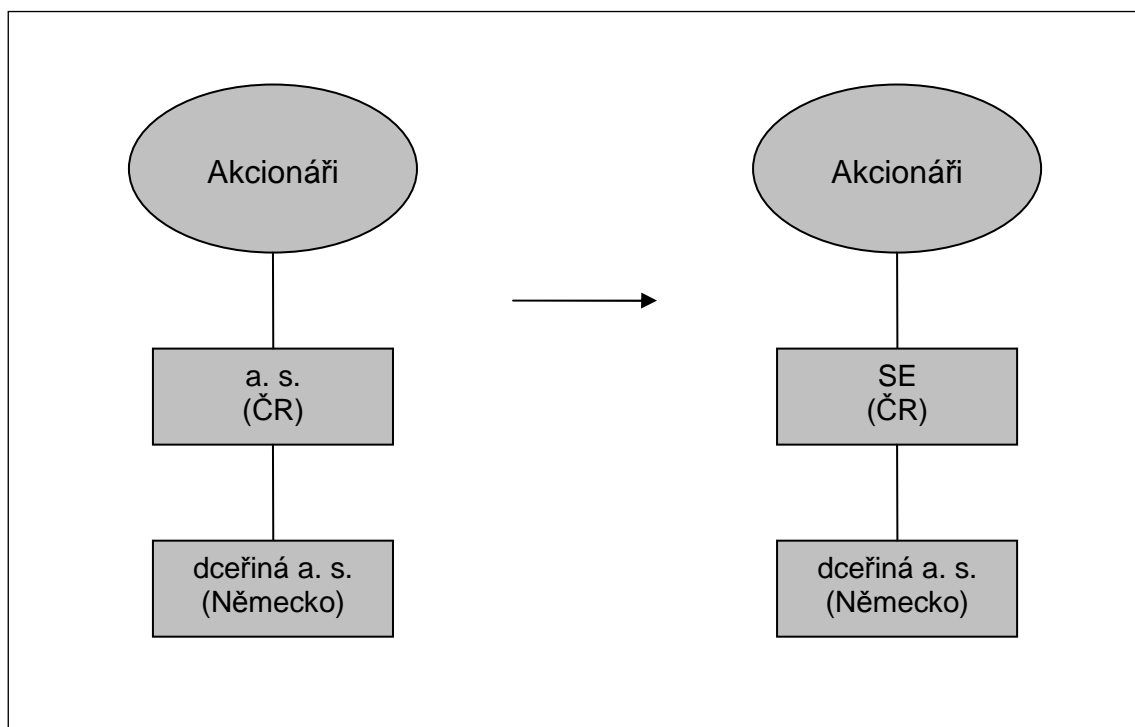 Akcionáři
a. s.
(ČR)
dceřiná a. s.
(Německo)
Akcionáři
SE
(ČR)
dceřiná a. s.
(Německo)